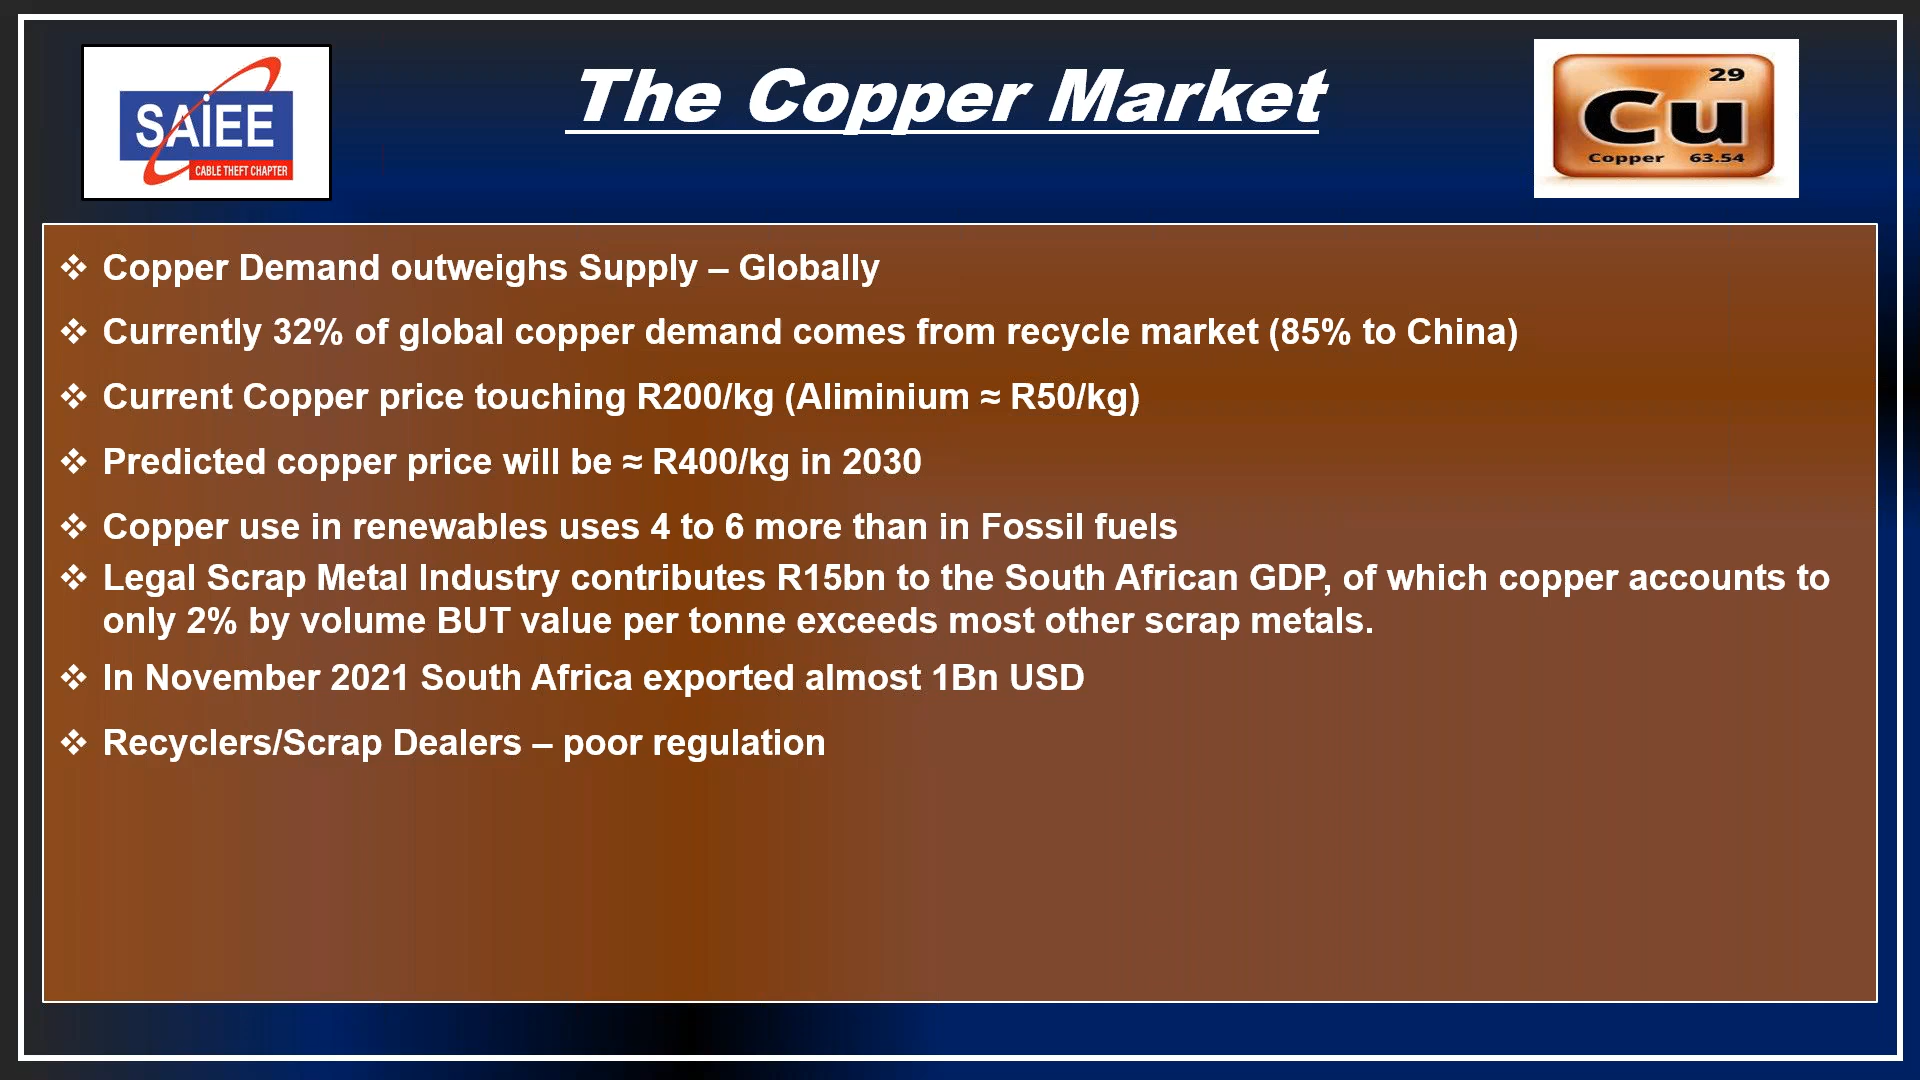 SAiEE
CABLE THEFT CHAPTER
The Copper Market
29
Cu
Copper 63.54
❖ Copper Demand outweighs Supply – Globally
❖ Currently 32% of global copper demand comes from recycle market (85% to China)
❖ Current Copper price touching R200/kg (Aliminium ≈ R50/kg)
❖ Predicted copper price will be ≈ R400/kg in 2030
❖ Copper use in renewables uses 4 to 6 more than in Fossil fuels
❖ Legal Scrap Metal Industry contributes R15bn to the South African GDP, of which copper accounts to
only 2% by volume BUT value per tonne exceeds most other scrap metals.
❖ In November 2021 South Africa exported almost 1Bn USD
❖ Recyclers/Scrap Dealers – poor regulation